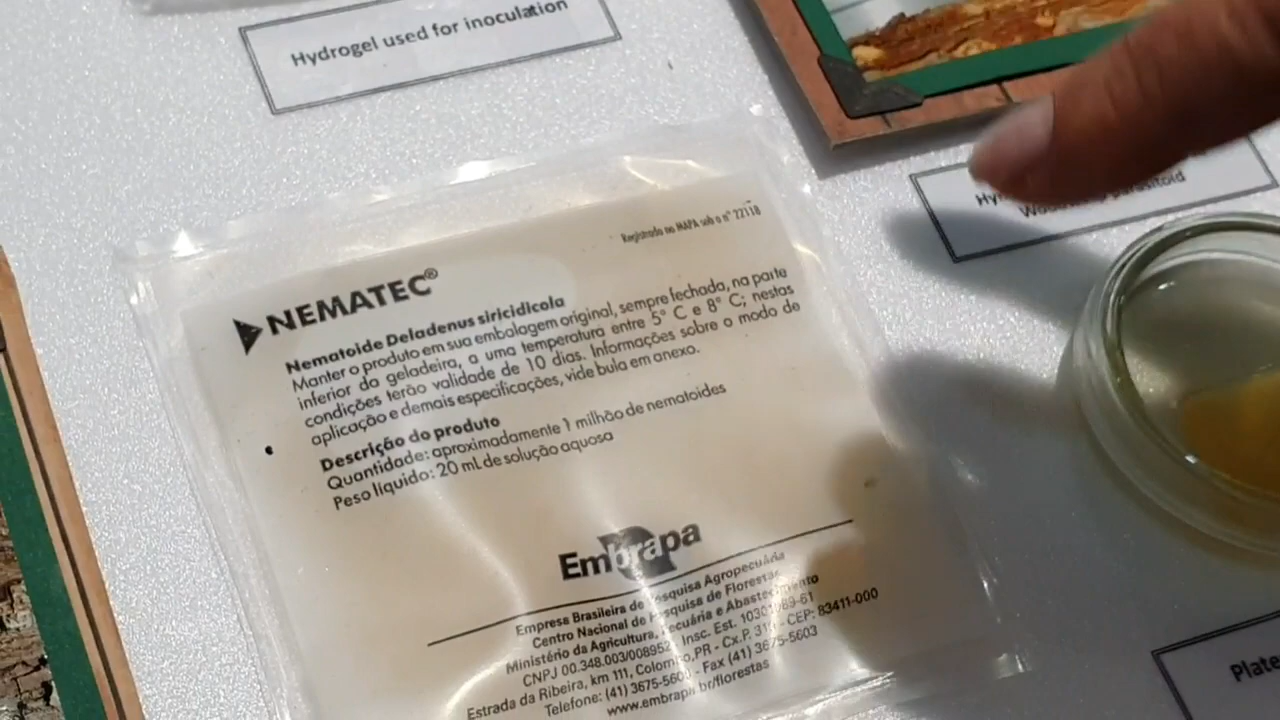 Hydrogel used for inoculation
Registrado no MAPA sob o nº 22118
NEMATEC®
Nematoide Deladenus siricidicola
Manter o produto em sua embalagem original, sempre fechada, na parte
inferior da geladeira, a uma temperatura entre 5° C e 8° C; nestas
condições terão validade de 10 dias. Informações sobre o modo de
aplicação e demais especificações, vide bula em anexo.
Descrição do produto
Quantidade: aproximadamente 1 milhão de nematoides
Peso líquido: 20 mL de solução aquosa
Embrapa
Empresa Brasileira de Pesquisa Agropecuária
Centro Nacional de Pesquisa de Florestas
Ministério da Agricultura, Pecuária e Abastecimento
CNPJ 00.348.003/008952 Insc. Est.
Estrada da Ribeira, km 111, Colombo, PR - Cx.P. CEP: 83411-000
Telefone: (41) Fax (41) 3675-5603
www.embrapa.br/florestas
parasitoid
Plate